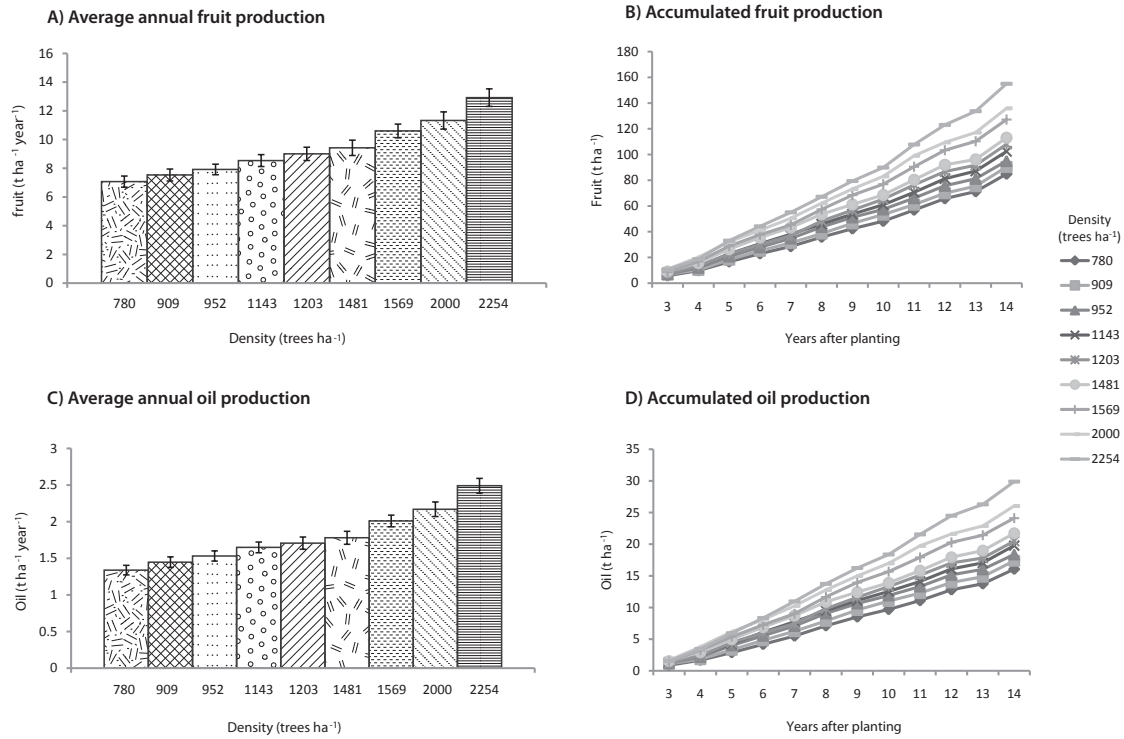 A) Average annual fruit production
fruit (t ha⁻¹ year⁻¹)
16
14
12
10
8
6
4
2
0
780 909 952 1143 1203 1481 1569 2000 2254
Density (trees ha⁻¹)
B) Accumulated fruit production
Fruit (t ha⁻¹)
180
160
140
120
100
80
60
40
20
0
3 4 5 6 7 8 9 10 11 12 13 14
Years after planting
Density
(trees ha⁻¹)
780
909
952
1143
1203
1481
1569
2000
2254
C) Average annual oil production
Oil (t ha⁻¹ year⁻¹)
3
2.5
2
1.5
1
0.5
0
780 909 952 1143 1203 1481 1569 2000 2254
Density (trees ha⁻¹)
D) Accumulated oil production
Oil (t ha⁻¹)
35
30
25
20
15
10
5
0
3 4 5 6 7 8 9 10 11 12 13 14
Years after planting